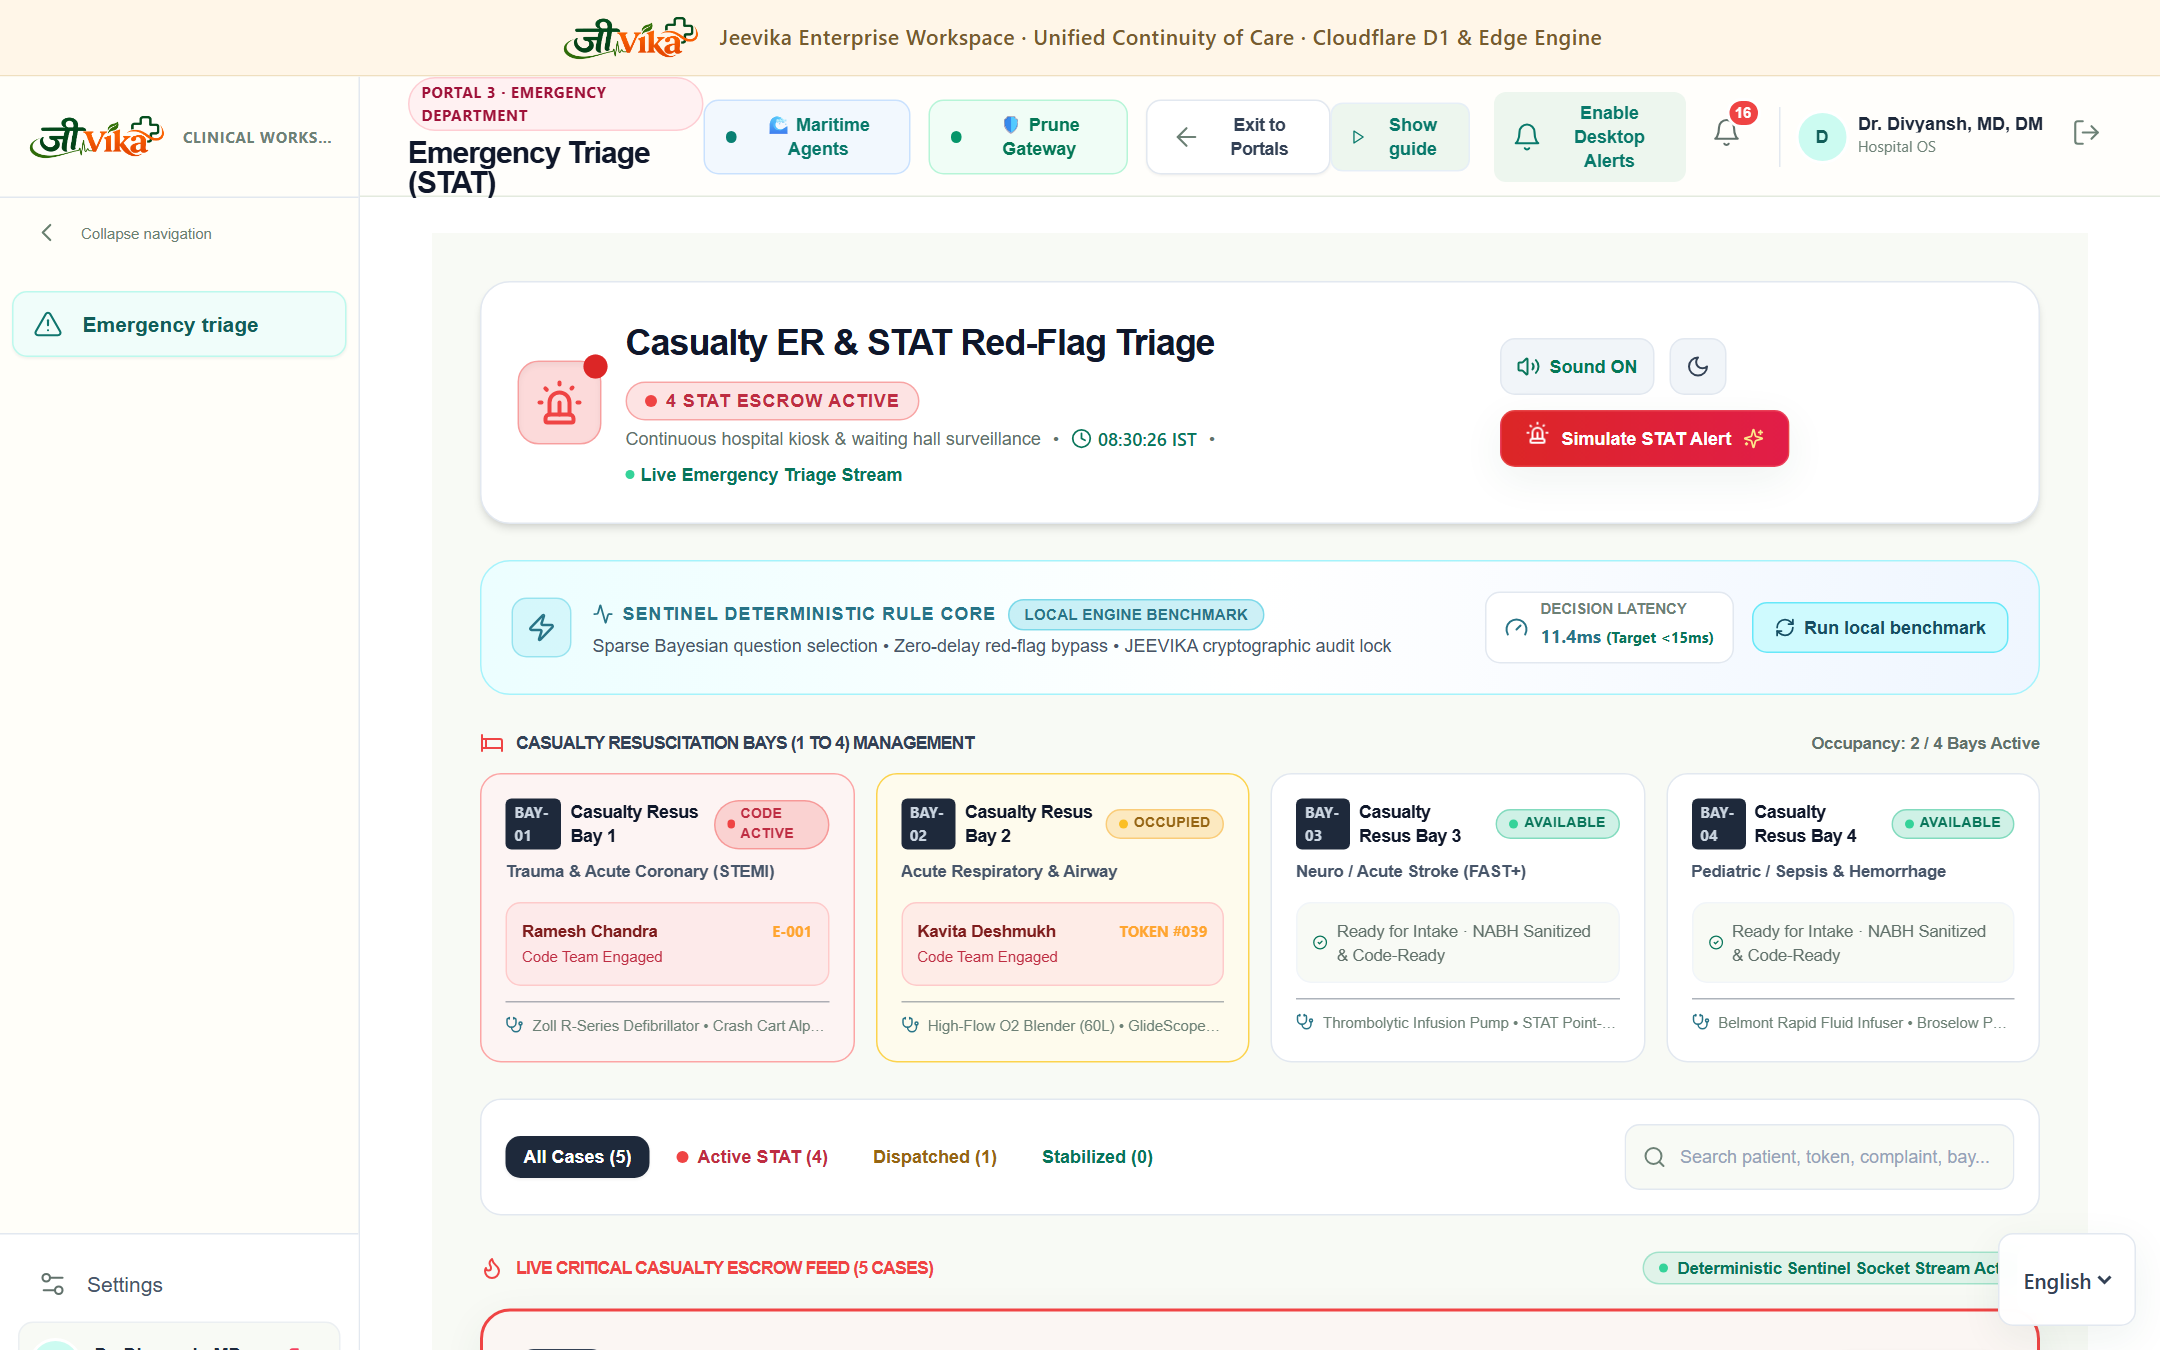 जीVika Jeevika Enterprise Workspace · Unified Continuity of Care · Cloudflare D1 & Edge Engine
जीVika CLINICAL WORKS...
PORTAL 3 · EMERGENCY
DEPARTMENT
Emergency Triage
(STAT)
Maritime
Agents
Prune
Gateway
Exit to
Portals
Show
guide
Enable
Desktop
Alerts
16
D
Dr. Divyansh, MD, DM
Hospital OS
Collapse navigation
Emergency triage
Casualty ER & STAT Red-Flag Triage
4 STAT ESCROW ACTIVE
Continuous hospital kiosk & waiting hall surveillance • 08:30:26 IST •
Live Emergency Triage Stream
Sound ON
Simulate STAT Alert
SENTINEL DETERMINISTIC RULE CORE LOCAL ENGINE BENCHMARK
Sparse Bayesian question selection • Zero-delay red-flag bypass • JEEVIKA cryptographic audit lock
DECISION LATENCY
11.4ms (Target <15ms)
Run local benchmark
CASUALTY RESUSCITATION BAYS (1 TO 4) MANAGEMENT
Occupancy: 2 / 4 Bays Active
BAY-
01
Casualty Resus
Bay 1
CODE
ACTIVE
Trauma & Acute Coronary (STEMI)
Ramesh Chandra E-001
Code Team Engaged
Zoll R-Series Defibrillator • Crash Cart Alp...
BAY-
02
Casualty Resus
Bay 2
OCCUPIED
Acute Respiratory & Airway
Kavita Deshmukh TOKEN #039
Code Team Engaged
High-Flow O2 Blender (60L) • GlideScope...
BAY-
03
Casualty
Resus Bay 3
AVAILABLE
Neuro / Acute Stroke (FAST+)
Ready for Intake · NABH Sanitized
& Code-Ready
Thrombolytic Infusion Pump • STAT Point-...
BAY-
04
Casualty
Resus Bay 4
AVAILABLE
Pediatric / Sepsis & Hemorrhage
Ready for Intake · NABH Sanitized
& Code-Ready
Belmont Rapid Fluid Infuser • Broselow P...
All Cases (5) Active STAT (4) Dispatched (1) Stabilized (0)
Search patient, token, complaint, bay...
LIVE CRITICAL CASUALTY ESCROW FEED (5 CASES)
Deterministic Sentinel Socket Stream Act
English
Settings